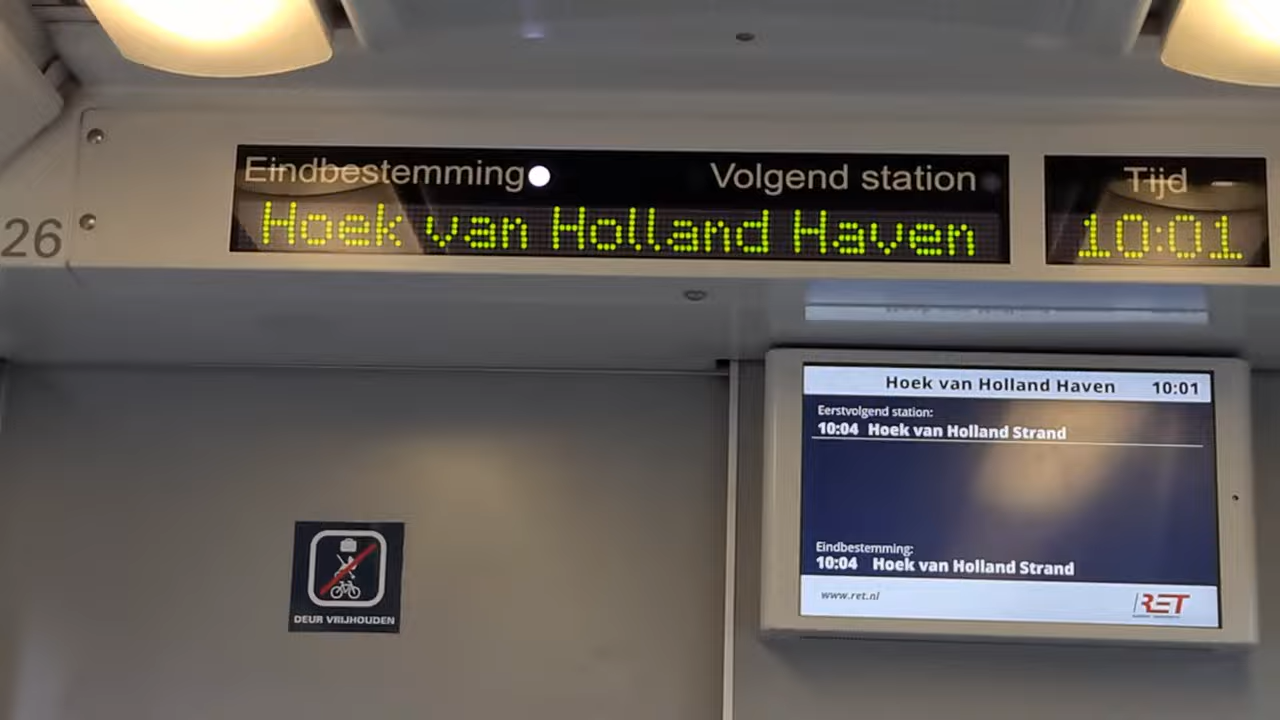 Eindbestemming Volgend station Tijd
Hoek van Holland Haven 10:01
26
Hoek van Holland Haven 10:01
Eerstvolgend station:
10:04 Hoek van Holland Strand
Eindbestemming:
10:04 Hoek van Holland Strand
www.ret.nl RET
DEUR VRIJHOUDEN